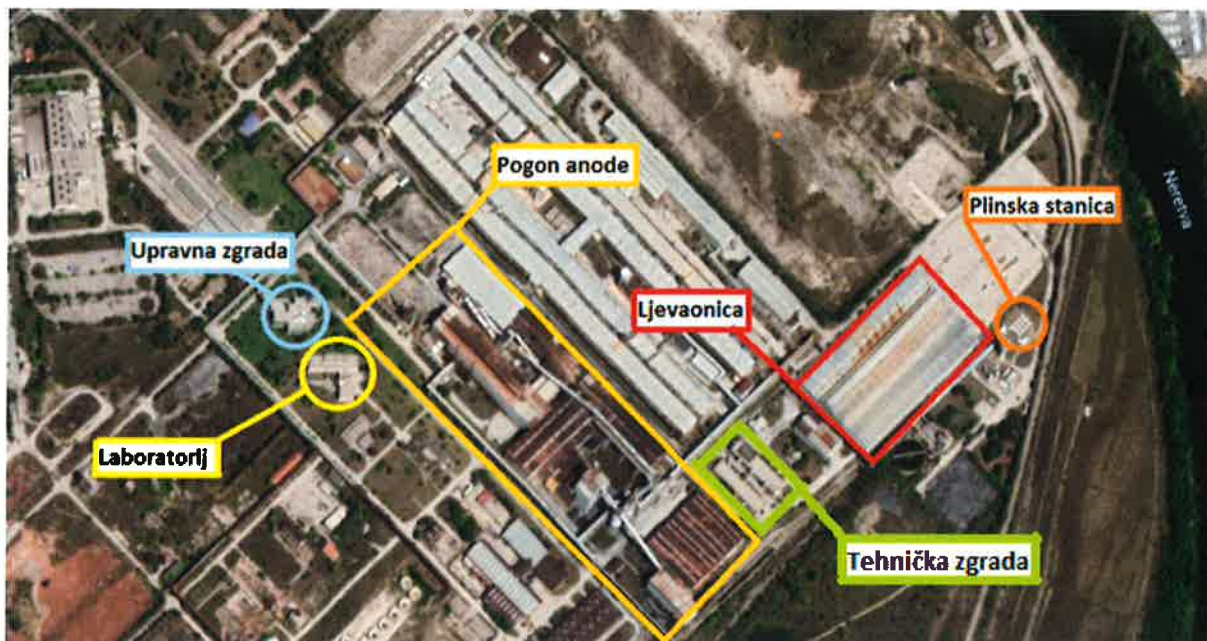 Pogon anode
Neretva
Plinska stanica
Upravna zgrada
Ljevaonica
Laboratorij
Tehnička zgrada